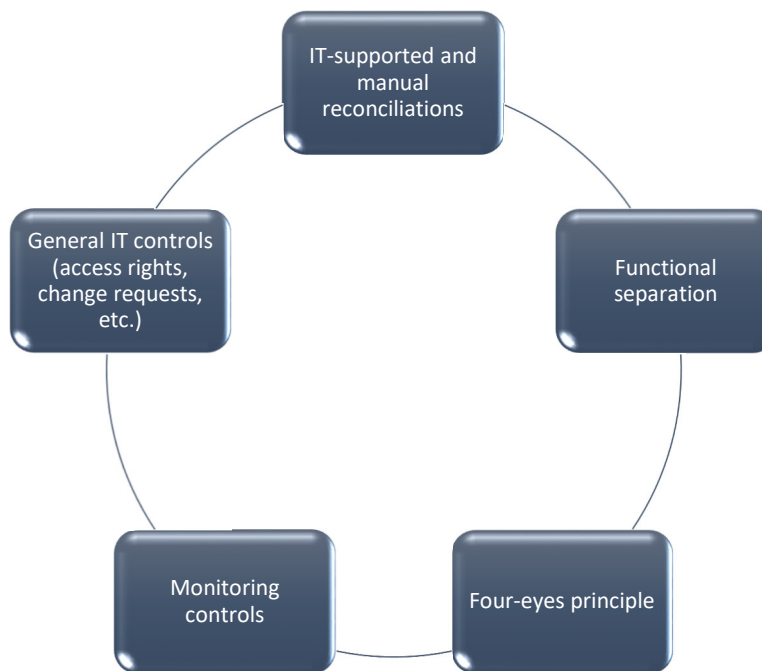 IT-supported and
manual
reconciliations
General IT controls
(access rights,
change requests,
etc.)
Functional
separation
Monitoring
controls
Four-eyes principle